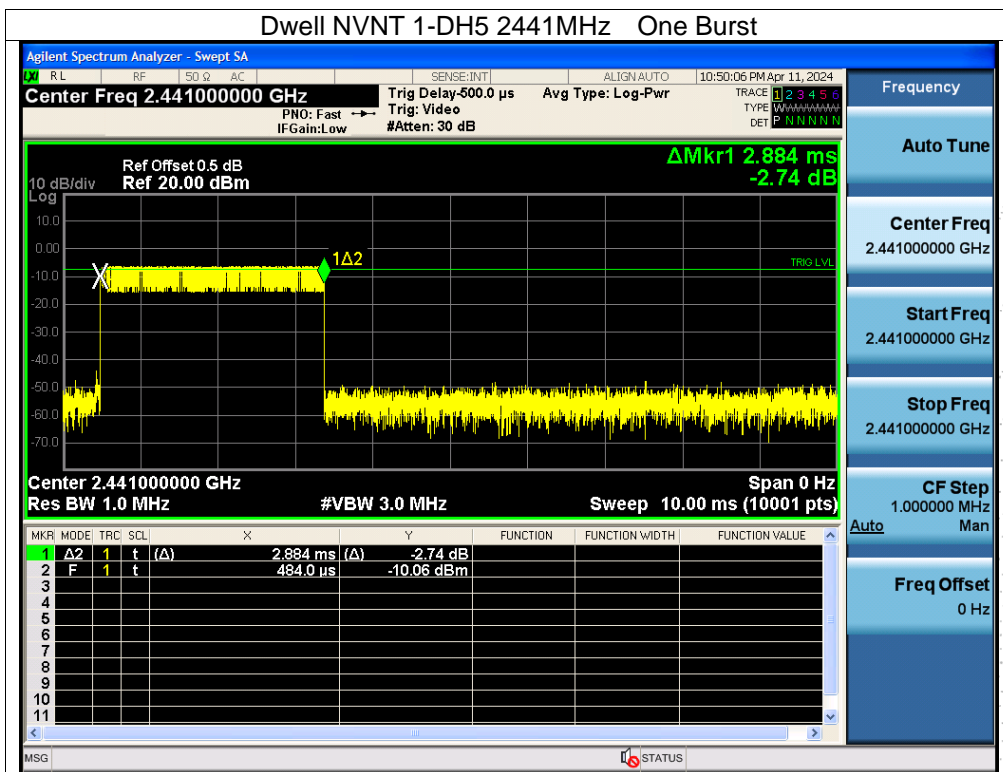 Dwell NVNT 1-DH5 2441MHz One Burst
Agilent Spectrum Analyzer - Swept SA
LXI RL RF 50 Ω AC SENSE:INT ALIGN AUTO 10:50:06 PM Apr 11, 2024
Center Freq 2.441000000 GHz Trig Delay-500.0 µs Avg Type: Log-Pwr TRACE 1 2 3 4 5 6
PNO: Fast Trig: Video TYPE WWWWWWW
IFGain:Low #Atten: 30 dB DET P N N N N N
Frequency
Auto Tune
Center Freq
2.441000000 GHz
Start Freq
2.441000000 GHz
Stop Freq
2.441000000 GHz
CF Step
1.000000 MHz
Auto Man
Freq Offset
0 Hz
ΔMkr1 2.884 ms
-2.74 dB
Ref Offset 0.5 dB
10 dB/div Ref 20.00 dBm
Log
10.0
0.00
-10.0
-20.0
-30.0
-40.0
-50.0
-60.0
-70.0
1Δ2
TRIG LVL
Center 2.441000000 GHz Span 0 Hz
Res BW 1.0 MHz #VBW 3.0 MHz Sweep 10.00 ms (10001 pts)
MKR MODE TRC SCL X Y FUNCTION FUNCTION WIDTH FUNCTION VALUE
1 Δ2 1 t (Δ) 2.884 ms (Δ) -2.74 dB
2 F 1 t 484.0 µs -10.06 dBm
3
4
5
6
7
8
9
10
11
MSG STATUS